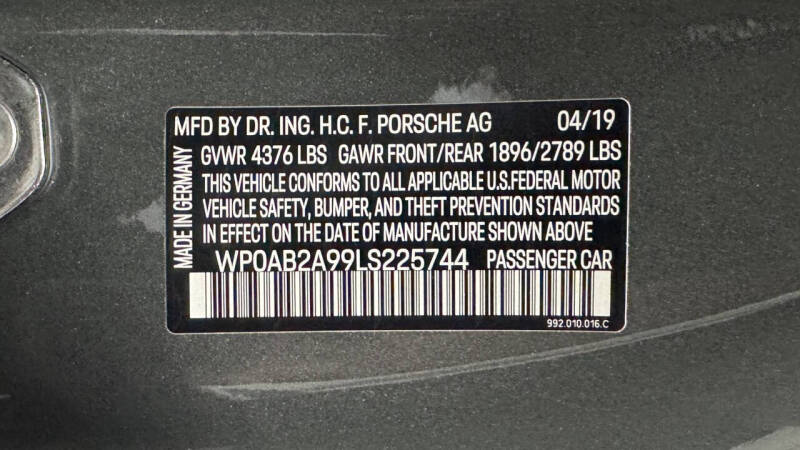 MFD BY DR. ING. H.C. F. PORSCHE AG 04/19
GVWR 4376 LBS GAWR FRONT/REAR 1896/2789 LBS
THIS VEHICLE CONFORMS TO ALL APPLICABLE U.S.FEDERAL MOTOR
VEHICLE SAFETY, BUMPER, AND THEFT PREVENTION STANDARDS
IN EFFECT ON THE DATE OF MANUFACTURE SHOWN ABOVE
WP0AB2A99LS225744 PASSENGER CAR
992.010.016.C
MADE IN GERMANY